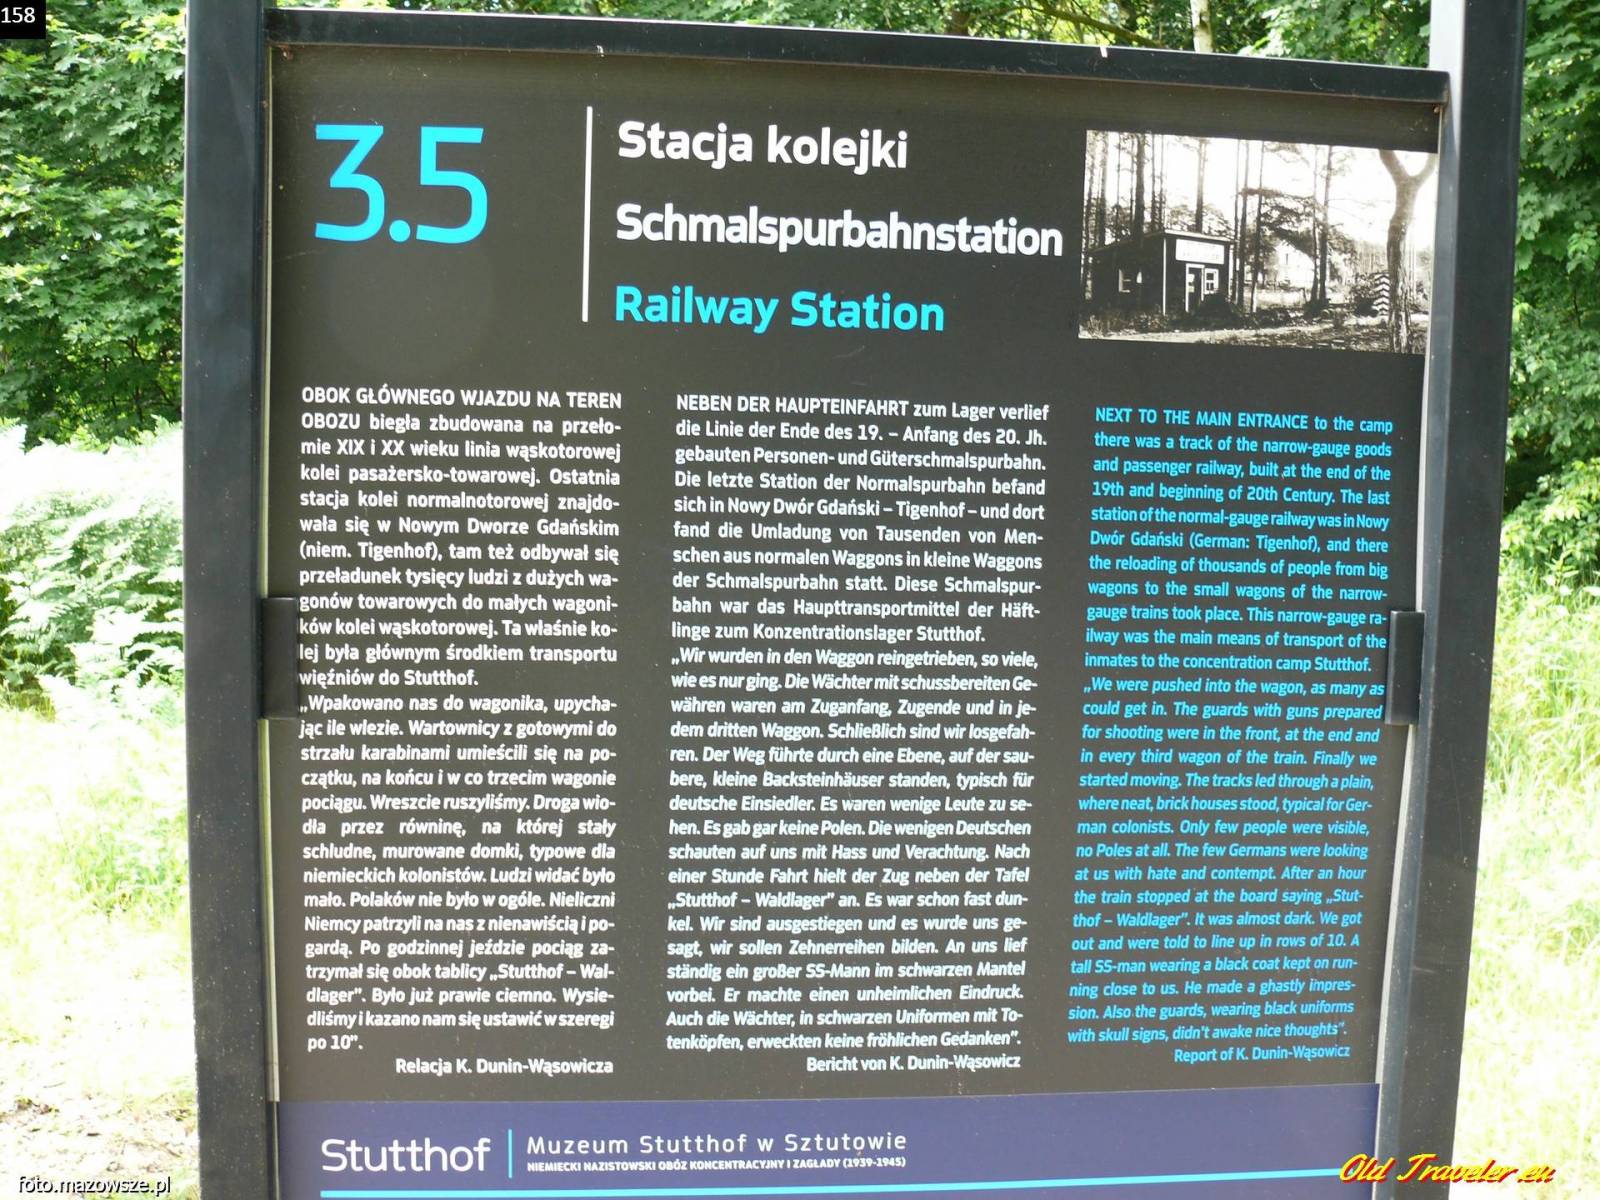 158
3.5
Stacja kolejki
Schmalspurbahnstation
Railway Station
OBOK GŁÓWNEGO WJAZDU NA TEREN
OBOZU biegła zbudowana na przeło-
mie XIX i XX wieku linia wąskotorowej
kolei pasażersko-towarowej. Ostatnia
stacja kolei normalnotorowej znajdo-
wała się w Nowym Dworze Gdańskim
(niem. Tigenhof), tam też odbywał się
przeładunek tysięcy ludzi z dużych wa-
gonów towarowych do małych wagoni-
ków kolei wąskotorowej. Ta właśnie ko-
lej była głównym środkiem transportu
więźniów do Stutthof.
„Wpakowano nas do wagonika, upycha-
jąc ile wlezie. Wartownicy z gotowymi do
strzału karabinami umieścili się na po-
czątku, na końcu i w co trzecim wagonie
pociągu. Wreszcie ruszyliśmy. Droga wio-
dła przez równinę, na której stały
schludne, murowane domki, typowe dla
niemieckich kolonistów. Ludzi widać było
mało. Polaków nie było w ogóle. Nieliczni
Niemcy patrzyli na nas z nienawiścią i po-
gardą. Po godzinnej jeździe pociąg za-
trzymał się obok tablicy „Stutthof – Wal-
dlager”. Było już prawie ciemno. Wysie-
dliśmy i kazano nam się ustawić w szeregi
po 10”.
Relacja K. Dunin-Wąsowicza
NEBEN DER HAUPTEINFAHRT zum Lager verlief
die Linie der Ende des 19. – Anfang des 20. Jh.
gebauten Personen- und Güterschmalspurbahn.
Die letzte Station der Normalspurbahn befand
sich in Nowy Dwór Gdański – Tigenhof – und dort
fand die Umladung von Tausenden von Men-
schen aus normalen Waggons in kleine Waggons
der Schmalspurbahn statt. Diese Schmalspur-
bahn war das Haupttransportmittel der Häft-
linge zum Konzentrationslager Stutthof.
„Wir wurden in den Waggon reingetrieben, so viele,
wie es nur ging. Die Wächter mit schussbereiten Ge-
währen waren am Zuganfang, Zugende und in je-
dem dritten Waggon. Schließlich sind wir losgefah-
ren. Der Weg führte durch eine Ebene, auf der sau-
bere, kleine Backsteinhäuser standen, typisch für
deutsche Einsiedler. Es waren wenige Leute zu se-
hen. Es gab gar keine Polen. Die wenigen Deutschen
schauten auf uns mit Hass und Verachtung. Nach
einer Stunde Fahrt hielt der Zug neben der Tafel
„Stutthof – Waldlager” an. Es war schon fast dun-
kel. Wir sind ausgestiegen und es wurde uns ge-
sagt, wir sollen Zehnerreihen bilden. An uns lief
ständig ein großer SS-Mann im schwarzen Mantel
vorbei. Er machte einen unheimlichen Eindruck.
Auch die Wächter, in schwarzen Uniformen mit To-
tenköpfen, erweckten keine fröhlichen Gedanken”.
Bericht von K. Dunin-Wąsowicz
NEXT TO THE MAIN ENTRANCE to the camp
there was a track of the narrow-gauge goods
and passenger railway, built at the end of the
19th and beginning of 20th Century. The last
station of the normal-gauge railway was in Nowy
Dwór Gdański (German: Tigenhof), and there
the reloading of thousands of people from big
wagons to the small wagons of the narrow-
gauge trains took place. This narrow-gauge ra-
ilway was the main means of transport of the
inmates to the concentration camp Stutthof.
„We were pushed into the wagon, as many as
could get in. The guards with guns prepared
for shooting were in the front, at the end and
in every third wagon of the train. Finally we
started moving. The tracks led through a plain,
where neat, brick houses stood, typical for Ger-
man colonists. Only few people were visible,
no Poles at all. The few Germans were looking
at us with hate and contempt. After an hour
the train stopped at the board saying „Stut-
thof – Waldlager”. It was almost dark. We got
out and were told to line up in rows of 10. A
tall SS-man wearing a black coat kept on run-
ning close to us. He made a ghastly impres-
sion. Also the guards, wearing black uniforms
with skull signs, didn't awake nice thoughts”.
Report of K. Dunin-Wąsowicz
Stutthof
Muzeum Stutthof w Sztutowie
NIEMIECKI NAZISTOWSKI OBÓZ KONCENTRACYJNY I ZAGŁADY (1939-1945)
foto.mazowsze.pl
Old Traveler.eu